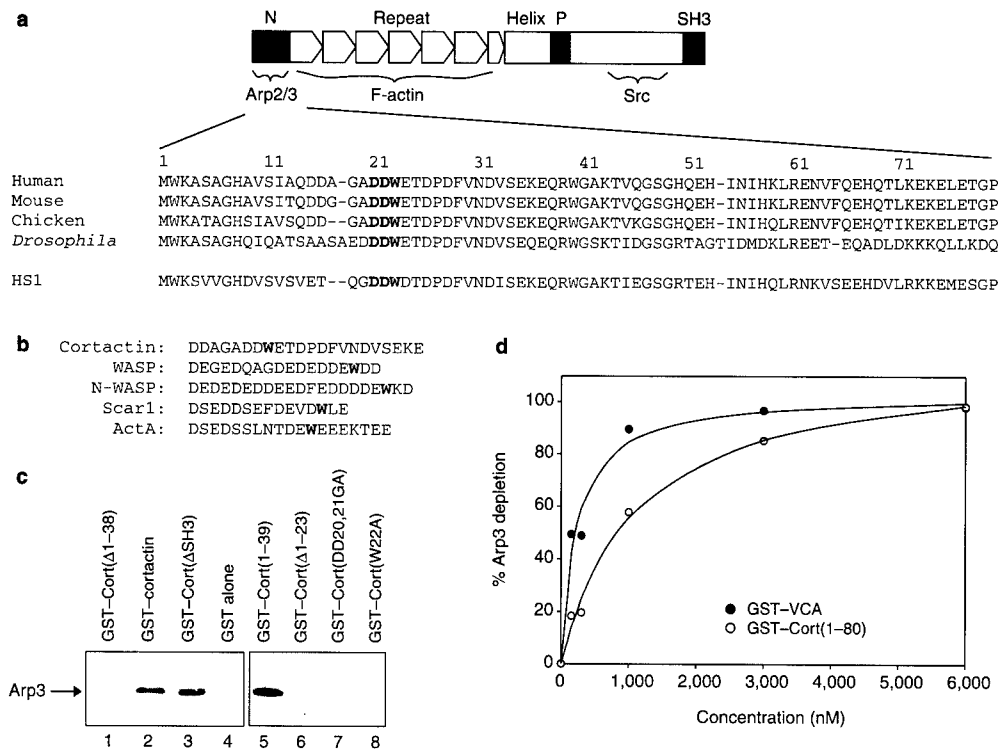 a
N Repeat Helix P SH3
Arp2/3 F-actin Src
1 11 21 31 41 51 61 71
Human MWKASAGHAVSIAQDDA-GADDWETDPDFVNDVSEKEQRWGAKTVQGSGHQEH-INIHKLRENVFQEHQTLKEKELETGP
Mouse MWKASAGHAVSITQDDG-GADDWETDPDFVNDVSEKEQRWGAKTVQGSGHQEH-INIHKLRENVFQEHQTLKEKELETGP
Chicken MWKATAGHSIAVSQDD--GADDWETDPDFVNDVSEKEQRWGAKTVKGSGHQEH-INIHQLRENVFQEHQTIKEKELETGP
Drosophila MWKASAGHQIQATSAASAEDDDWETDPDFVNDVSEQEQRWGSKTIDGSGRTAGTIDMDKLREET-EQADLDKKKQLLKDQ
HS1 MWKSVVGHDVSVSVET--QGDDWDTDPDFVNDISEKEQRWGAKTIEGSGRTEH-INIHQLRNKVSEEHDVLRKKEMESGP
b
Cortactin: DDAGADDWETDPDFVNDVSEKE
WASP: DEGEDQAGDEDEDDEWDD
N-WASP: DEDEDEDDEEDFEDDDDEWKD
Scar1: DSEDDSEFDEVDWLE
ActA: DSEDSSLNTDEWEEEKTEE
c
GST–Cort(Δ1–38)
GST–cortactin
GST–Cort(ΔSH3)
GST alone
GST–Cort(1–39)
GST–Cort(Δ1–23)
GST–Cort(DD20,21GA)
GST–Cort(W22A)
Arp3
1 2 3 4 5 6 7 8
d
% Arp3 depletion
100
80
60
40
20
0
GST–VCA
GST–Cort(1–80)
0 1,000 2,000 3,000 4,000 5,000 6,000
Concentration (nM)